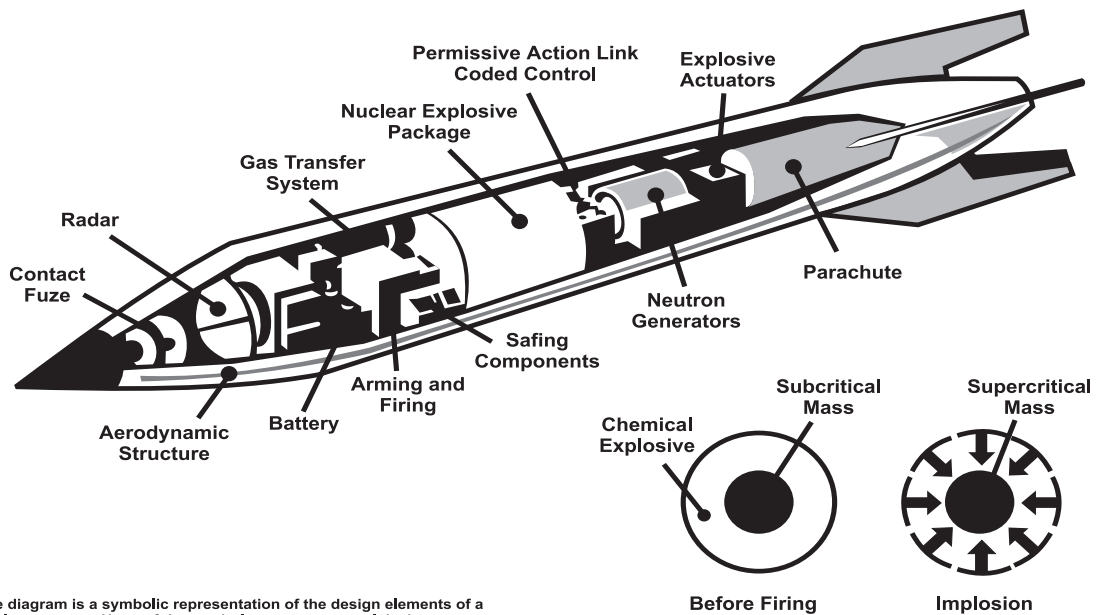 Permissive Action Link
Coded Control
Explosive
Actuators
Nuclear Explosive
Package
Gas Transfer
System
Radar
Contact
Fuze
Parachute
Neutron
Generators
Safing
Components
Arming and
Firing
Battery
Aerodynamic
Structure
Subcritical
Mass
Supercritical
Mass
Chemical
Explosive
diagram is a symbolic representation of the design elements of a
Before Firing
Implosion